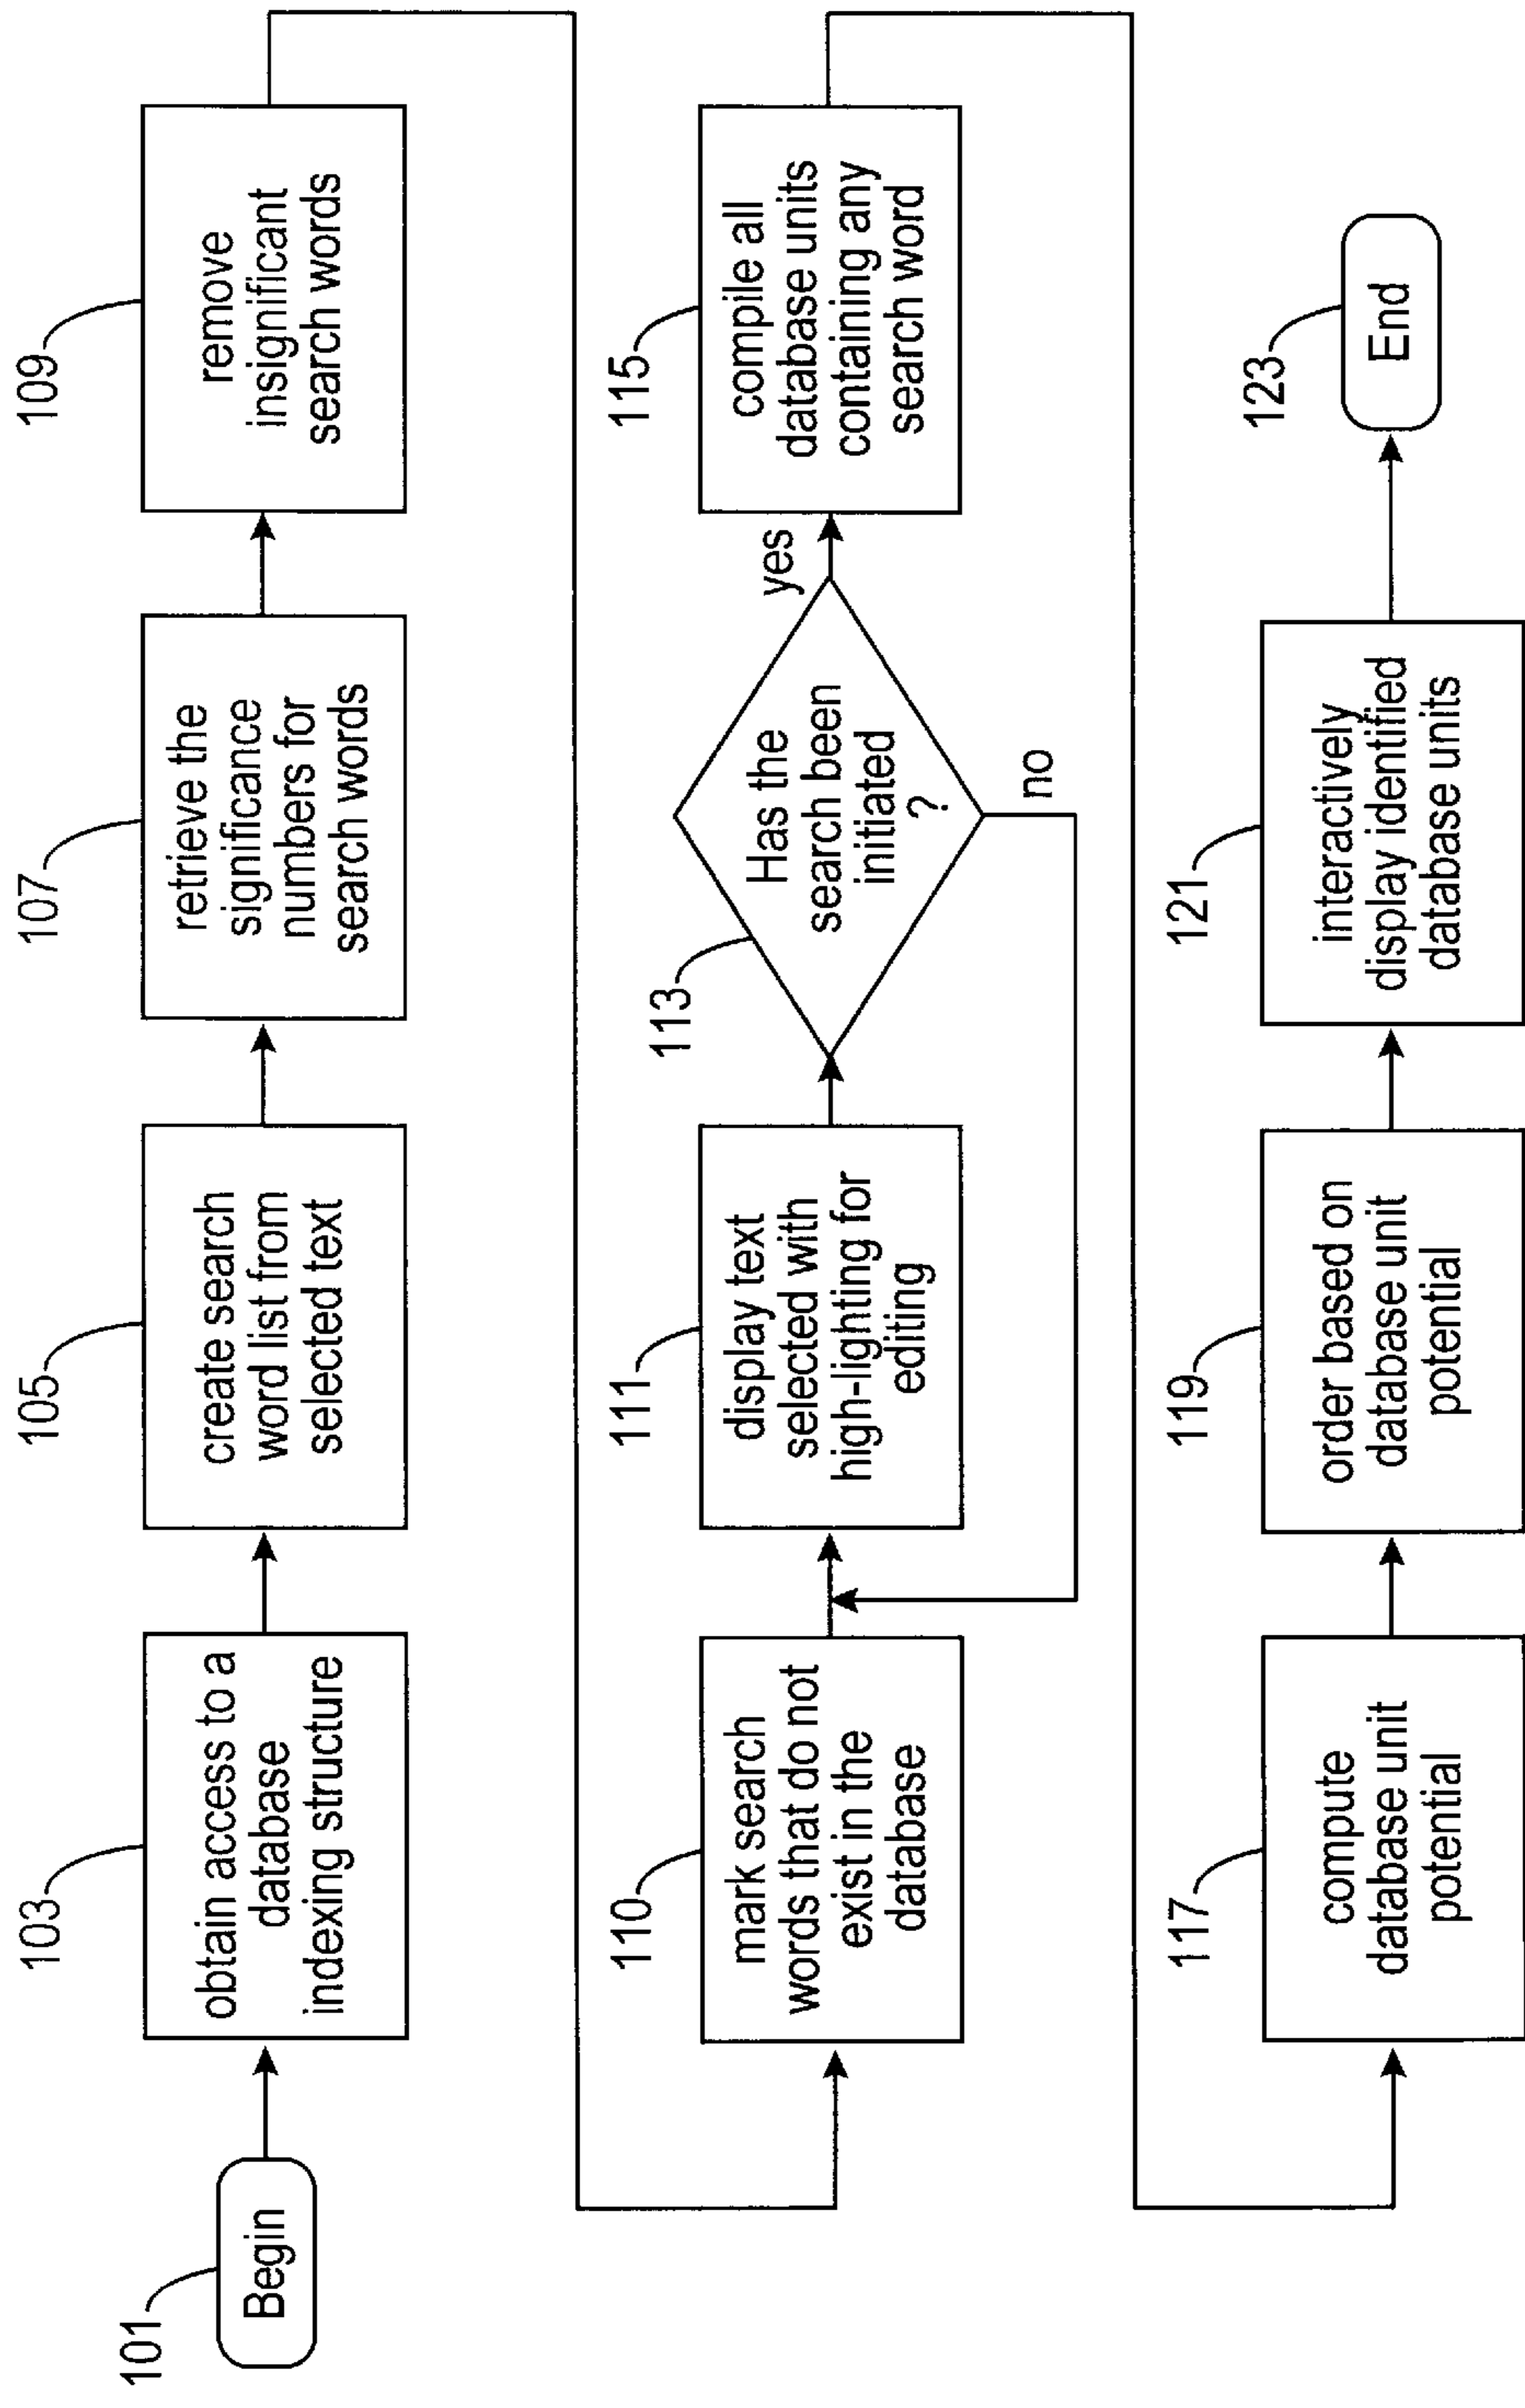 101
Begin
103
obtain access to a
database
indexing structure
105
create search
word list from
selected text
107
retrieve the
significance
numbers for
search words
109
remove
insignificant
search words
110
mark search
words that do not
exist in the
database
111
display text
selected with
high-lighting for
editing
113
Has the
search been
initiated
?
yes
no
115
compile all
database units
containing any
search word
117
compute
database unit
potential
119
order based on
database unit
potential
121
interactively
display identified
database units
123
End